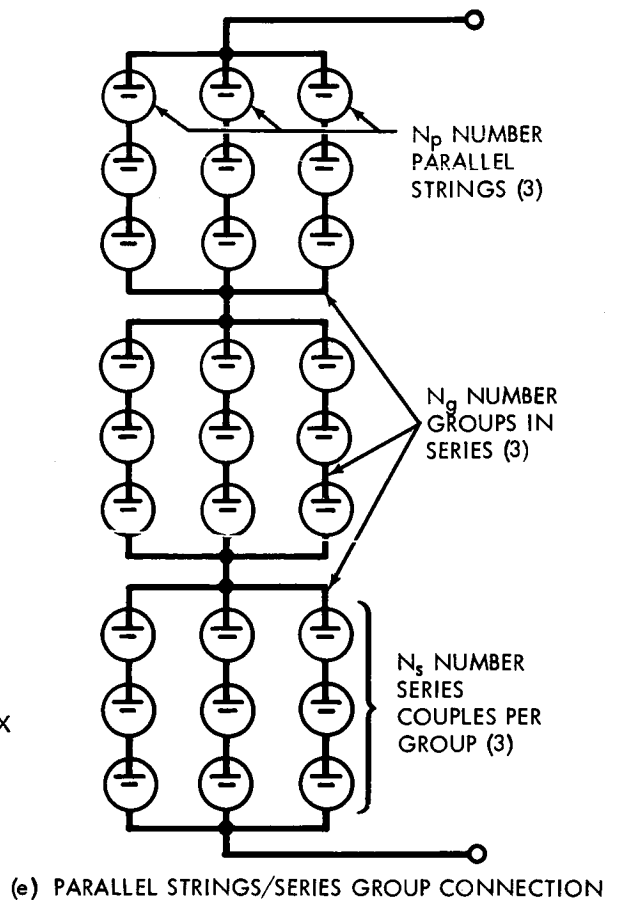 Np NUMBER
PARALLEL
STRINGS (3)
Ng NUMBER
GROUPS IN
SERIES (3)
Ns NUMBER
SERIES
COUPLES PER
GROUP (3)
X
(e) PARALLEL STRINGS/SERIES GROUP CONNECTION